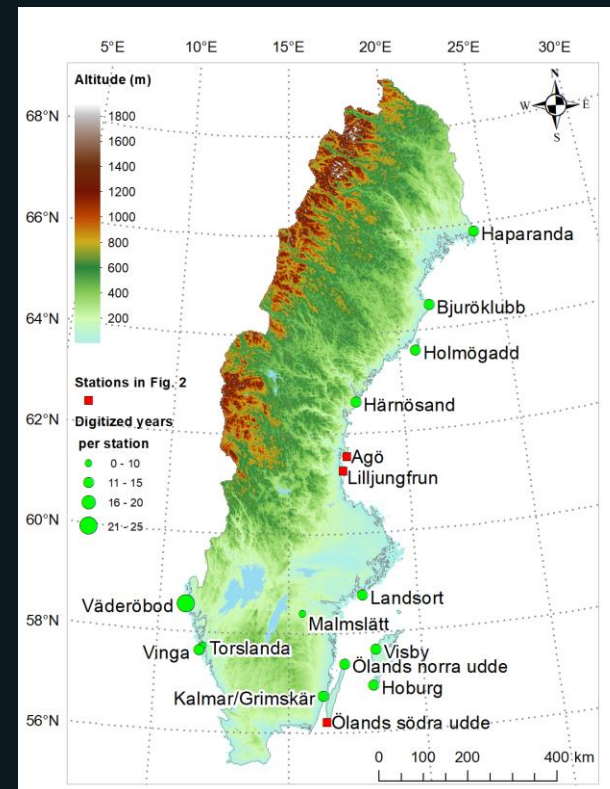 5°E 10°E 15°E 20°E 25°E 30°E
Altitude (m)
1800
1600
1400
1200
1000
800
600
400
200
N
W E
S
68°N
66°N
64°N
62°N
60°N
58°N
56°N
Stations in Fig. 2
Digitized years
per station
0 - 10
11 - 15
16 - 20
21 - 25
Haparanda
Bjuröklubb
Holmögadd
Härnösand
Agö
Lilljungfrun
Landsort
Väderöbod
Malmslätt
Vinga
Torslanda
Visby
Ölands norra udde
Kalmar/Grimskär
Hoburg
Ölands södra udde
0 100 200 400 km